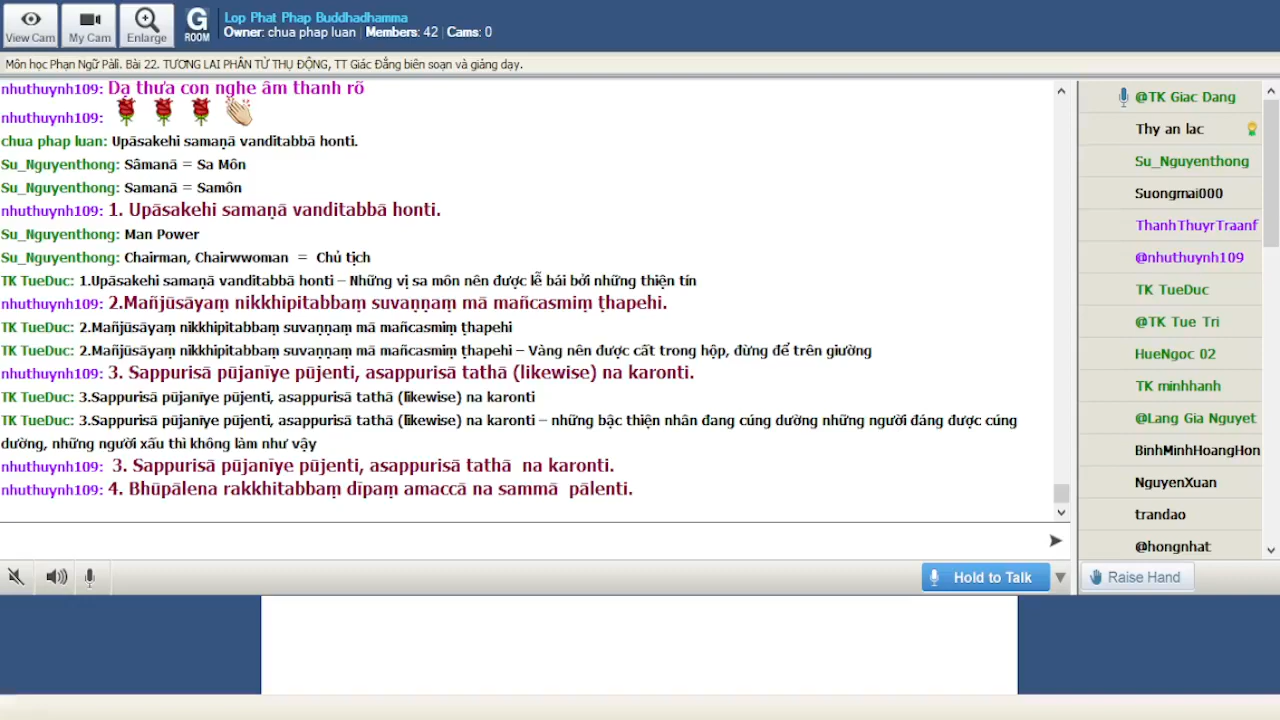 View Cam
My Cam
Enlarge
G
ROOM
Lop Phat Phap Buddhadhamma
Owner: chua phap luan | Members: 42 | Cams: 0
Môn học Phạn Ngữ Pāli. Bài 22. TƯƠNG LAI PHÂN TỪ THỤ ĐỘNG, TT Giác Đẳng biên soạn và giảng dạy.
nhuthuynh109: Dạ thưa con nghe âm thanh rõ
nhuthuynh109:
chua phap luan: Upāsakehi samaṇā vanditabbā honti.
Su_Nguyenthong: Sâmanā = Sa Môn
Su_Nguyenthong: Samanā = Samôn
nhuthuynh109: 1. Upāsakehi samaṇā vanditabbā honti.
Su_Nguyenthong: Man Power
Su_Nguyenthong: Chairman, Chairwwoman = Chủ tịch
TK TueDuc: 1.Upāsakehi samaṇā vanditabbā honti – Những vị sa môn nên được lễ bái bởi những thiện tín
nhuthuynh109: 2.Mañjūsāyaṃ nikkhipitabbaṃ suvaṇṇaṃ mā mañcasmiṃ ṭhapehi.
TK TueDuc: 2.Mañjūsāyaṃ nikkhipitabbaṃ suvaṇṇaṃ mā mañcasmiṃ ṭhapehi
TK TueDuc: 2.Mañjūsāyaṃ nikkhipitabbaṃ suvaṇṇaṃ mā mañcasmiṃ ṭhapehi – Vàng nên được cất trong hộp, đừng để trên giường
nhuthuynh109: 3. Sappurisā pūjanīye pūjenti, asappurisā tathā (likewise) na karonti.
TK TueDuc: 3.Sappurisā pūjanīye pūjenti, asappurisā tathā (likewise) na karonti
TK TueDuc: 3.Sappurisā pūjanīye pūjenti, asappurisā tathā (likewise) na karonti – những bậc thiện nhân đang cúng dường những người đáng được cúng
dường, những người xấu thì không làm như vậy
nhuthuynh109: 3. Sappurisā pūjanīye pūjenti, asappurisā tathā na karonti.
nhuthuynh109: 4. Bhūpālena rakkhitabbaṃ dīpaṃ amaccā na sammā pālenti.
Hold to Talk
@TK Giac Dang
Thy an lac
Su_Nguyenthong
Suongmai000
ThanhThuyrTraanf
@nhuthuynh109
TK TueDuc
@TK Tue Tri
HueNgoc 02
TK minhhanh
@Lang Gia Nguyet
BinhMinhHoangHon
NguyenXuan
trandao
@hongnhat
Raise Hand